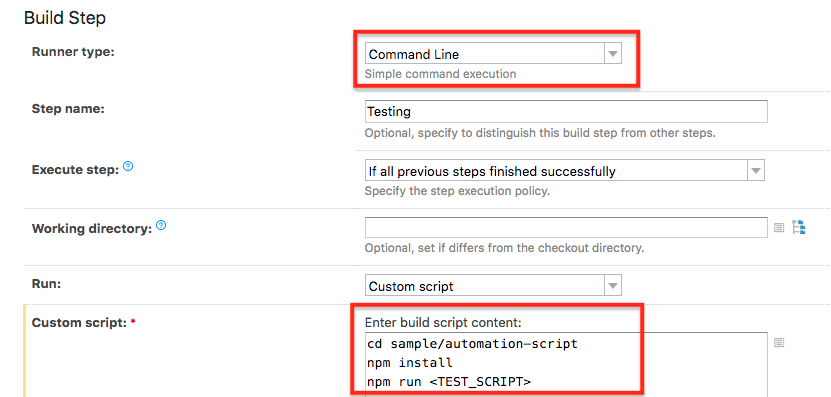 Build Step
Runner type:
Command Line
Simple command execution
Step name:
Testing
Optional, specify to distinguish this build step from other steps.
Execute step: ?
If all previous steps finished successfully
Specify the step execution policy.
Working directory: ?
Optional, set if differs from the checkout directory.
Run:
Custom script
Custom script: *
Enter build script content:
cd sample/automation-script
npm install
npm run <TEST_SCRIPT>